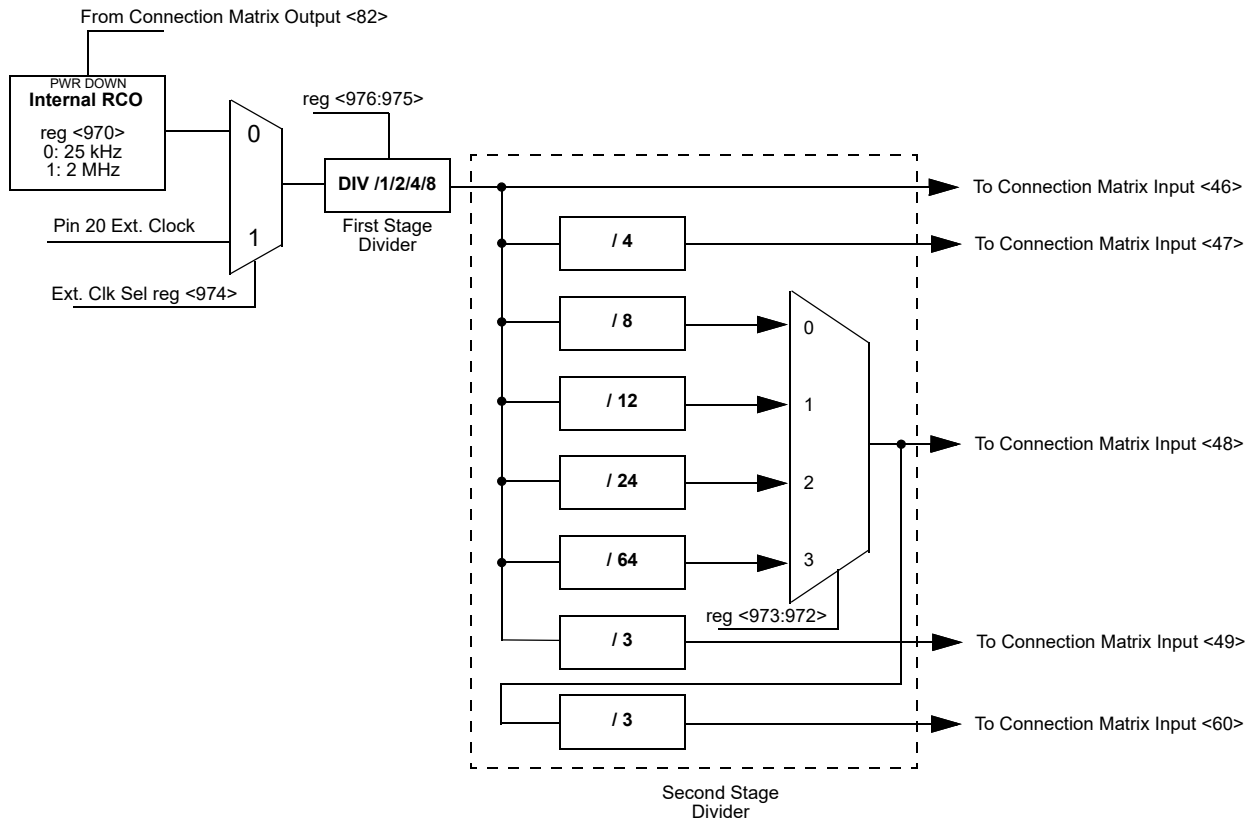 From Connection Matrix Output <82>
PWR DOWN
Internal RCO
reg <970>
0: 25 kHz
1: 2 MHz
0
1
Pin 20 Ext. Clock
Ext. Clk Sel reg <974>
reg <976:975>
DIV /1/2/4/8
First Stage
Divider
To Connection Matrix Input <46>
/ 4
To Connection Matrix Input <47>
/ 8
0
/ 12
1
To Connection Matrix Input <48>
/ 24
2
/ 64
3
reg <973:972>
/ 3
To Connection Matrix Input <49>
/ 3
To Connection Matrix Input <60>
Second Stage
Divider